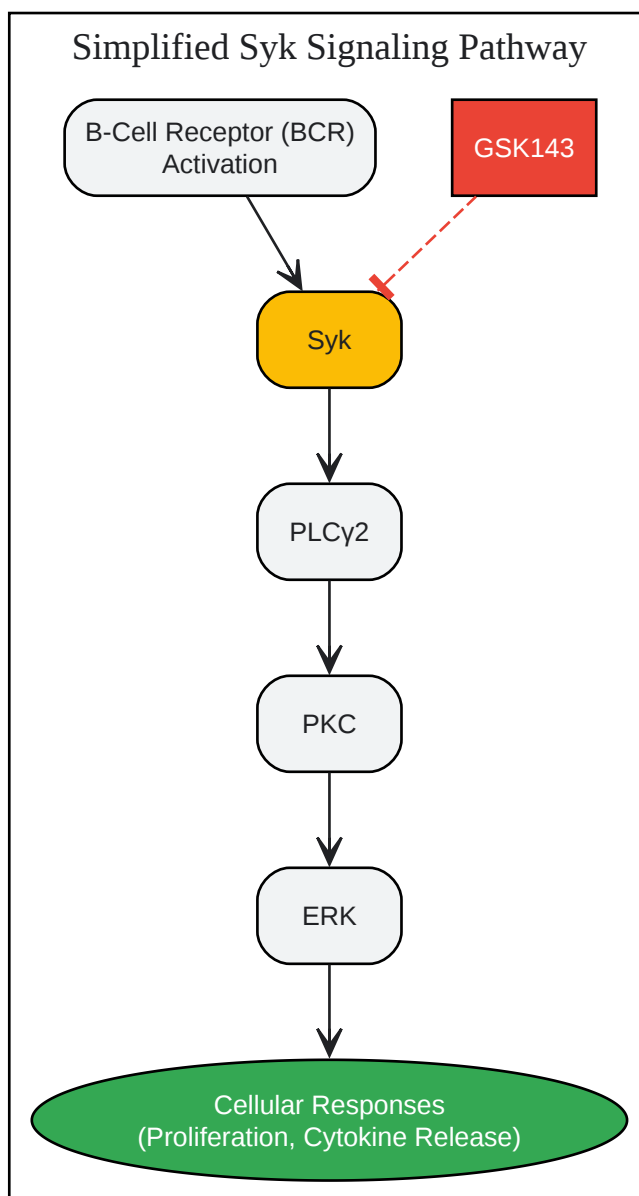 Simplified Syk Signaling Pathway
B-Cell Receptor (BCR)
Activation
GSK143
Syk
PLCγ2
PKC
ERK
Cellular Responses
(Proliferation, Cytokine Release)